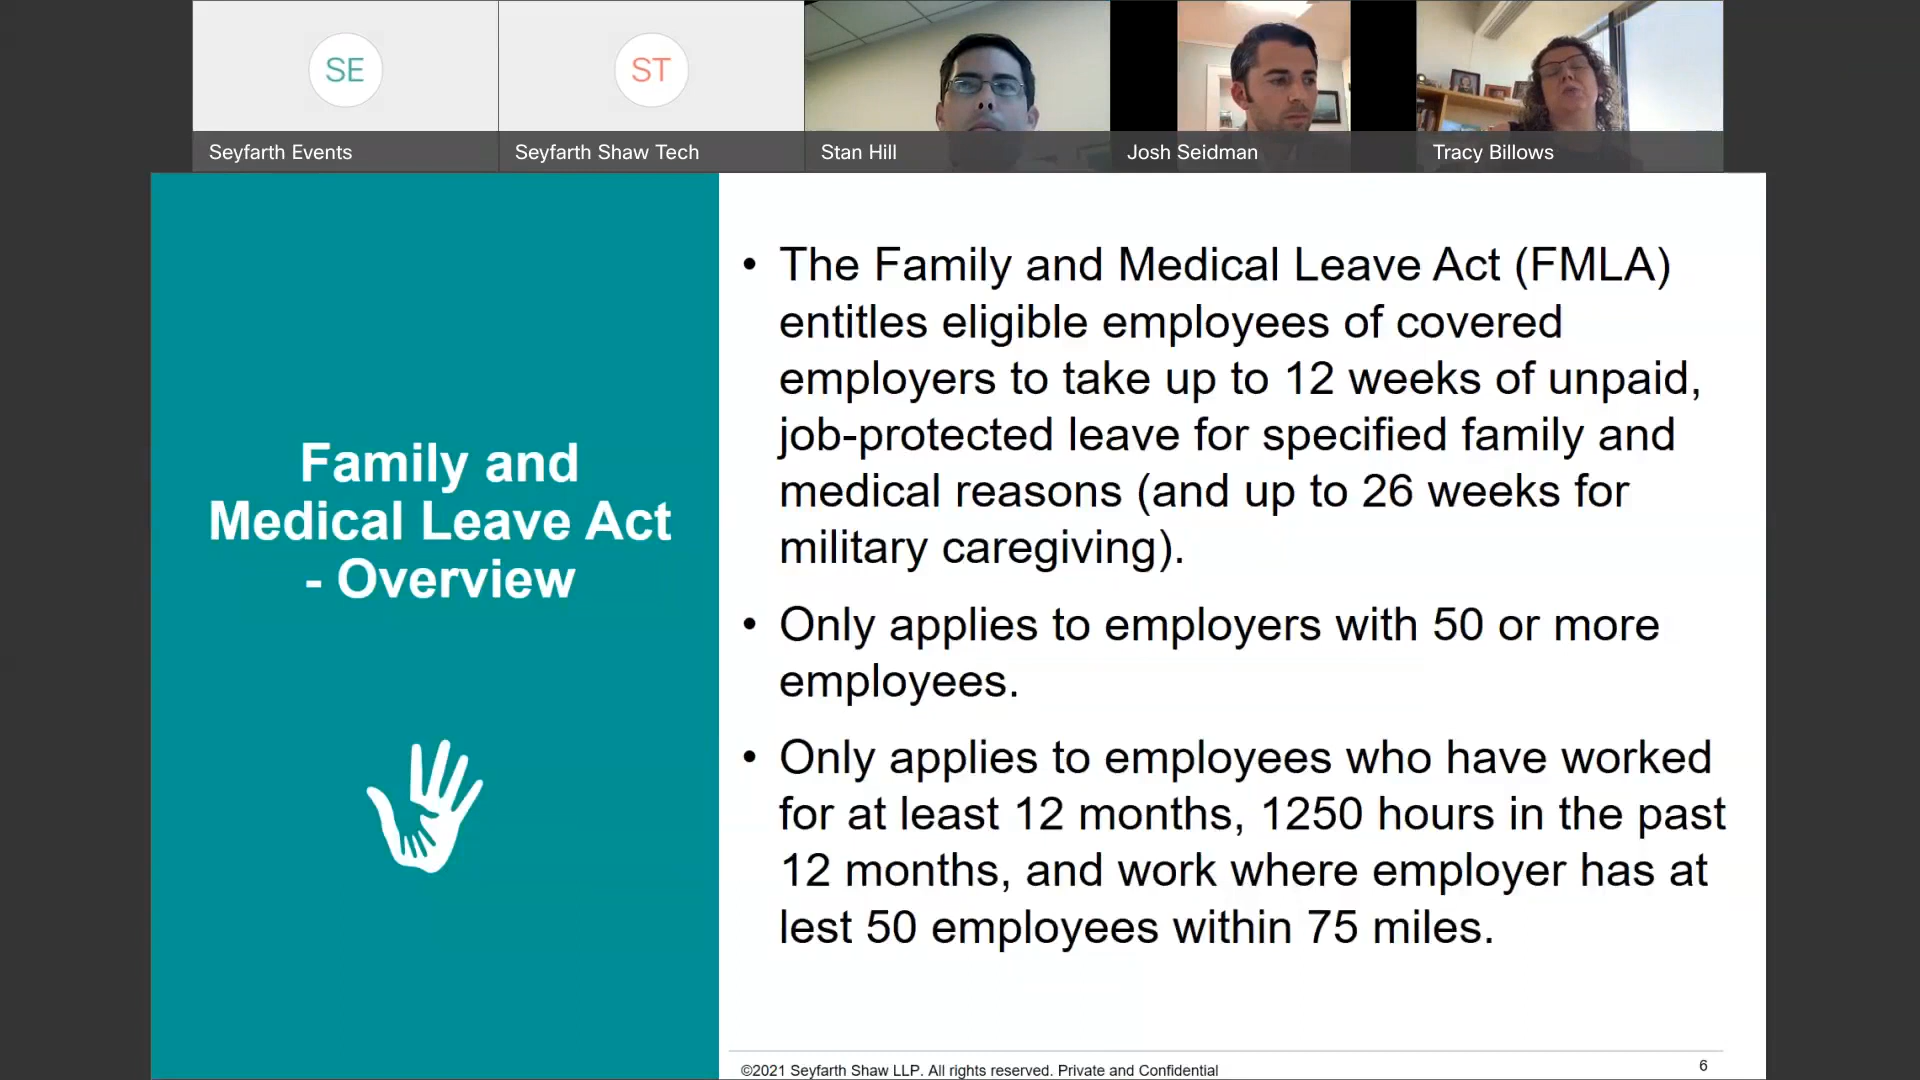 SE
ST
Seyfarth Events
Seyfarth Shaw Tech
Stan Hill
Josh Seidman
Tracy Billows
Family and
Medical Leave Act
- Overview
• The Family and Medical Leave Act (FMLA)
entitles eligible employees of covered
employers to take up to 12 weeks of unpaid,
job-protected leave for specified family and
medical reasons (and up to 26 weeks for
military caregiving).
• Only applies to employers with 50 or more
employees.
• Only applies to employees who have worked
for at least 12 months, 1250 hours in the past
12 months, and work where employer has at
lest 50 employees within 75 miles.
©2021 Seyfarth Shaw LLP. All rights reserved. Private and Confidential
6